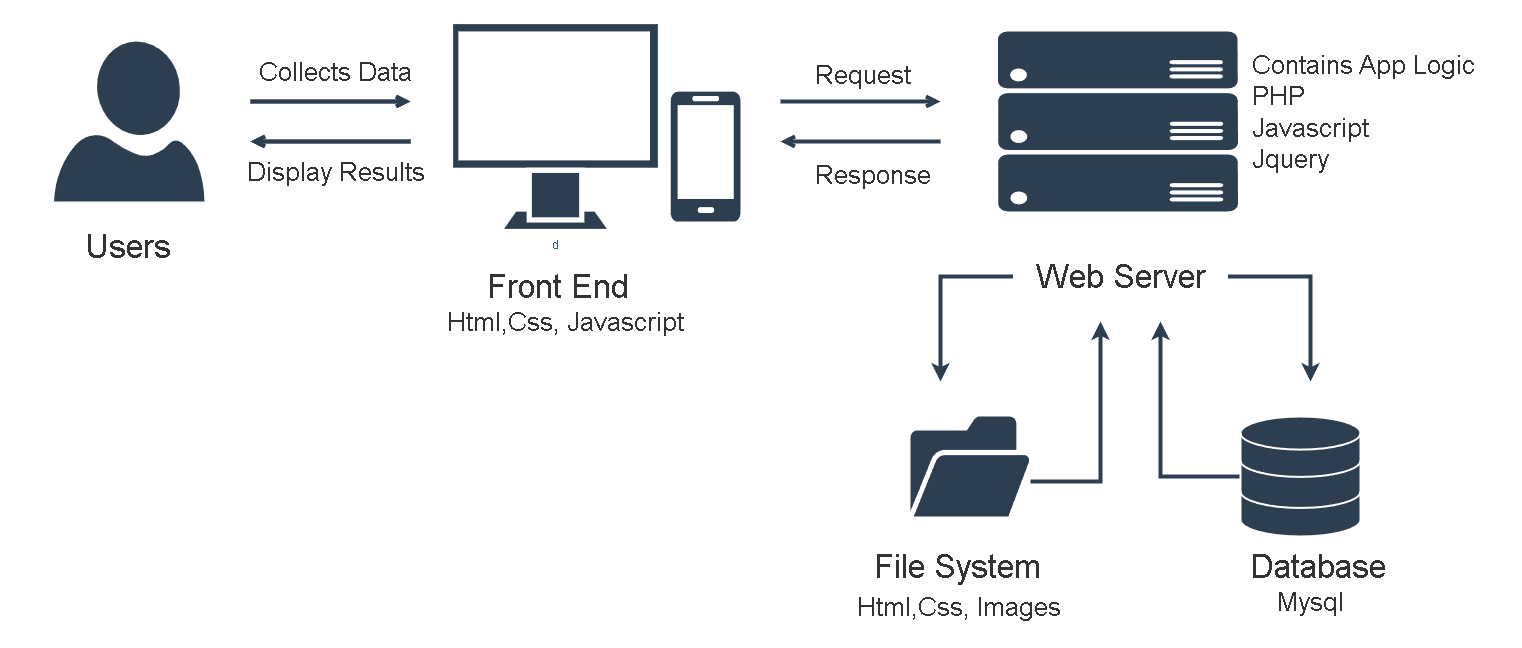 Collects Data
Display Results
Users
d
Front End
Html,Css, Javascript
Request
Response
Contains App Logic
PHP
Javascript
Jquery
Web Server
File System
Html,Css, Images
Database
Mysql